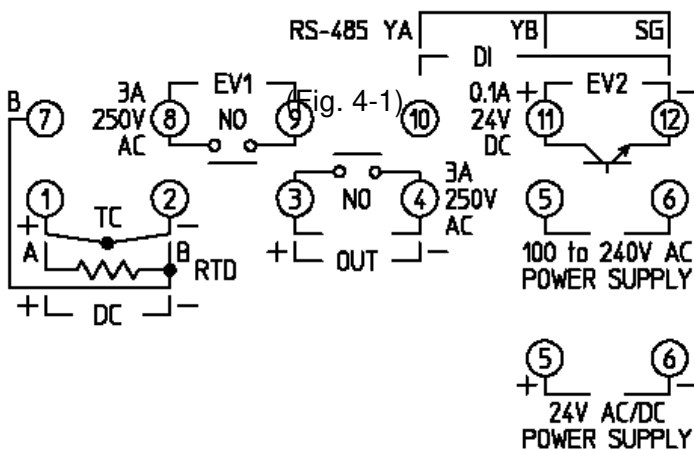 RS-485 YA YB SG
DI
3A EV1 0.1A + EV2 −
B 7 250V 8 NO 9 (Fig. 4-1) 10 24V 11 12
AC DC
3A
1 2 3 NO 4 250V 5 6
+ TC − AC
A B RTD + OUT − 100 to 240V AC
POWER SUPPLY
+ DC −
5 6
+ −
24V AC/DC
POWER SUPPLY